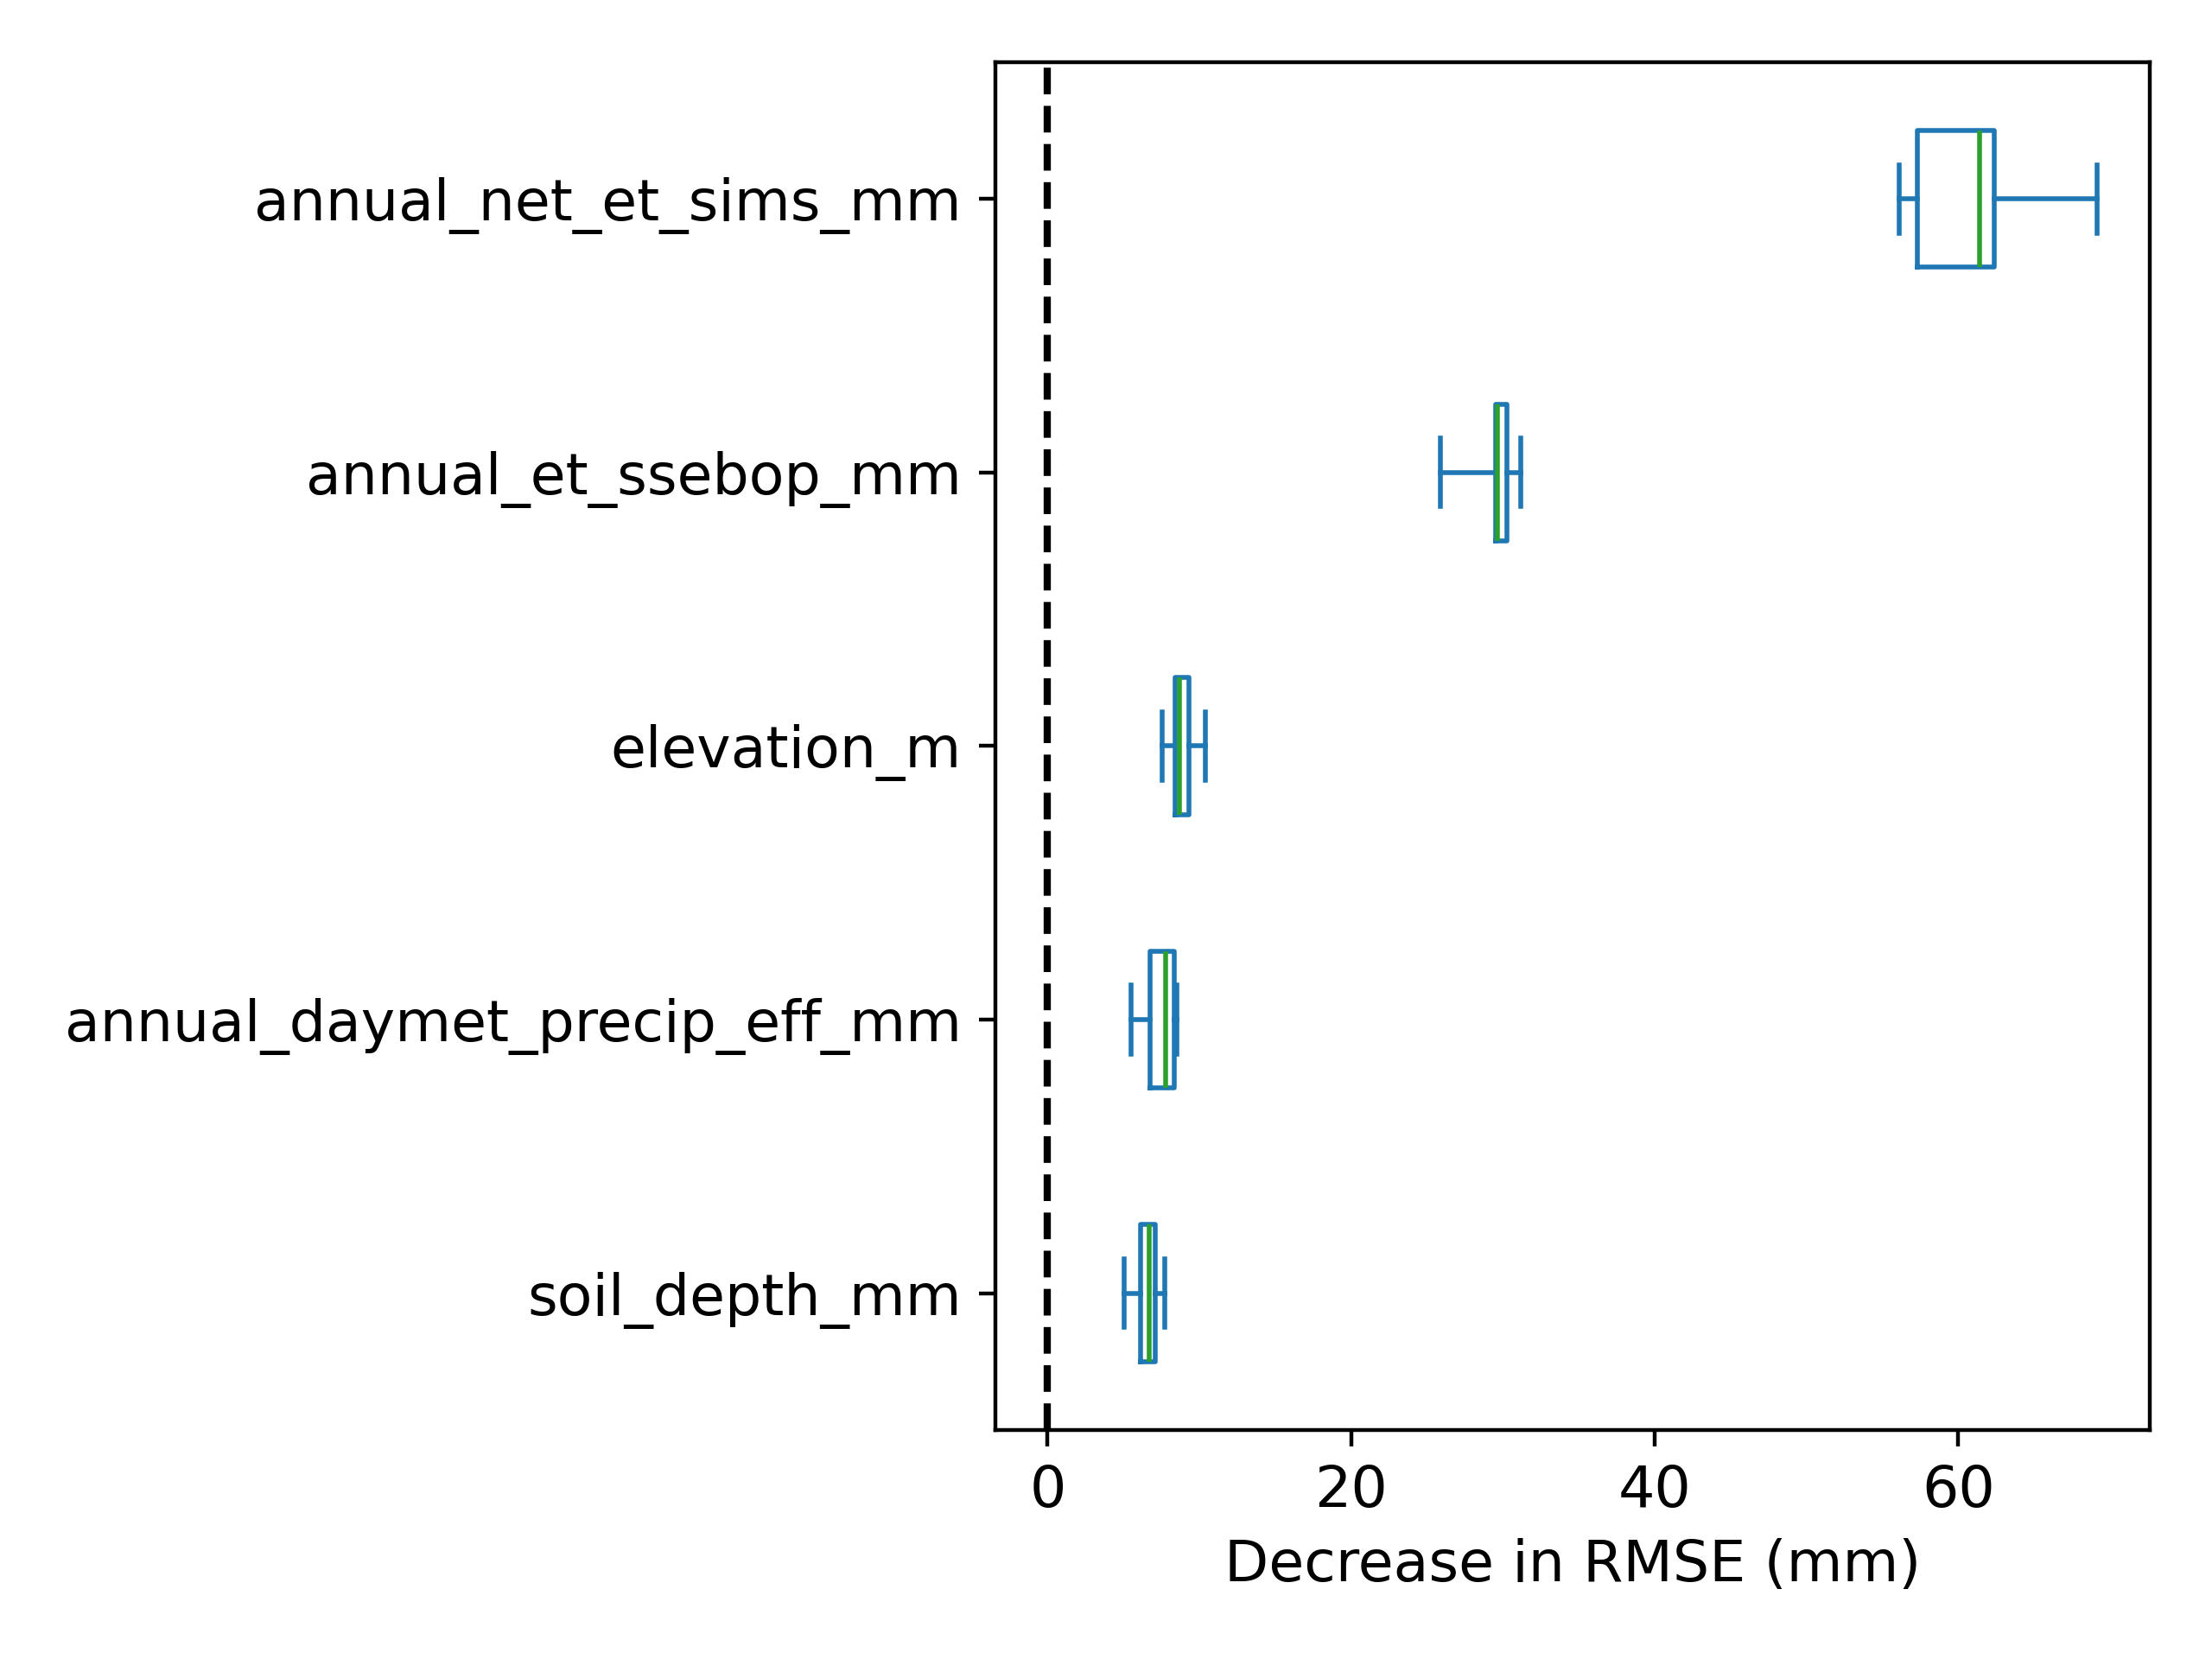 annual_net_et_sims_mm
annual_et_ssebop_mm
elevation_m
annual_daymet_precip_eff_mm
soil_depth_mm
0 20 40 60
Decrease in RMSE (mm)